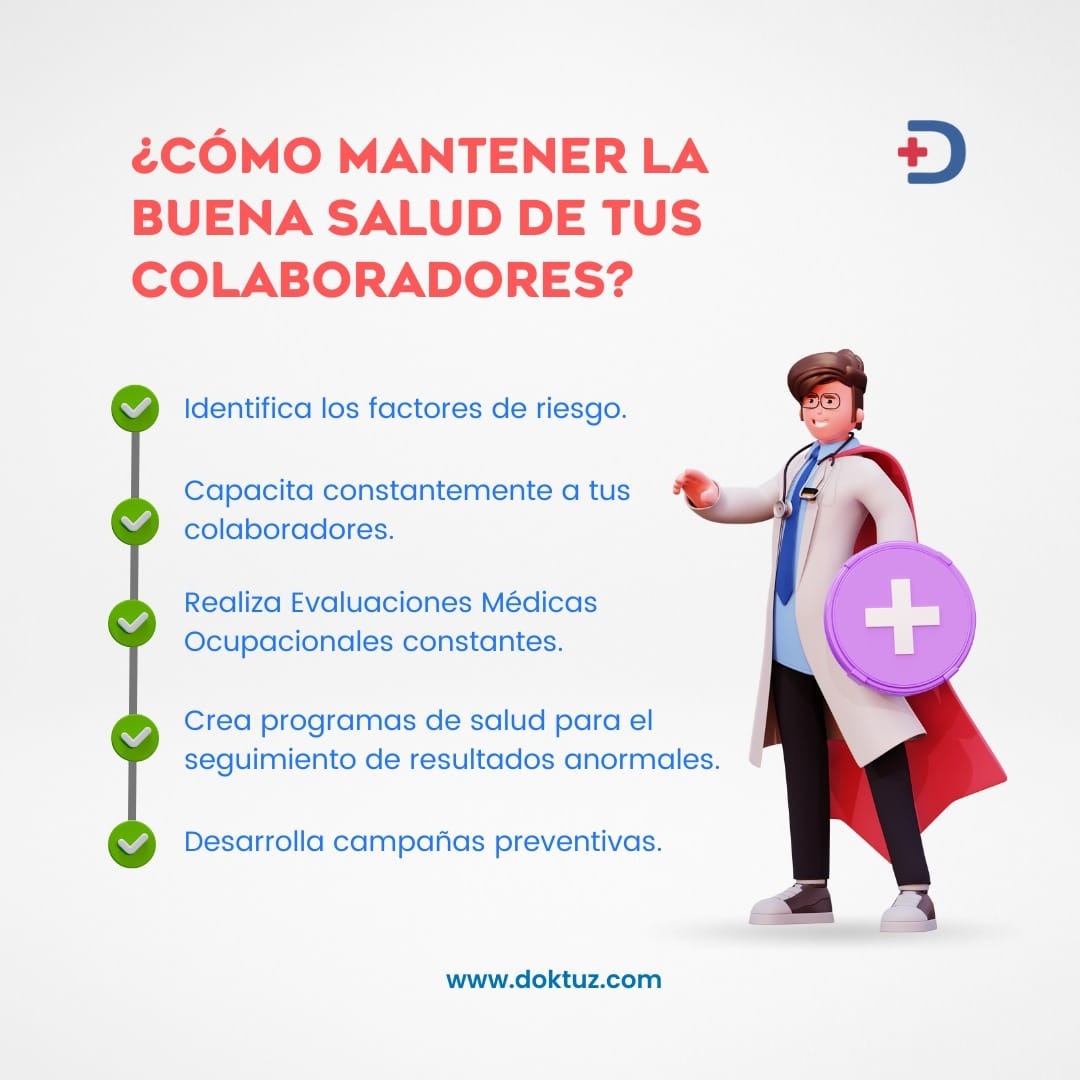 ¿CÓMO MANTENER LA
BUENA SALUD DE TUS
COLABORADORES?
Identifica los factores de riesgo.
Capacita constantemente a tus
colaboradores.
Realiza Evaluaciones Médicas
Ocupacionales constantes.
Crea programas de salud para el
seguimiento de resultados anormales.
Desarrolla campañas preventivas.
www.doktuz.com